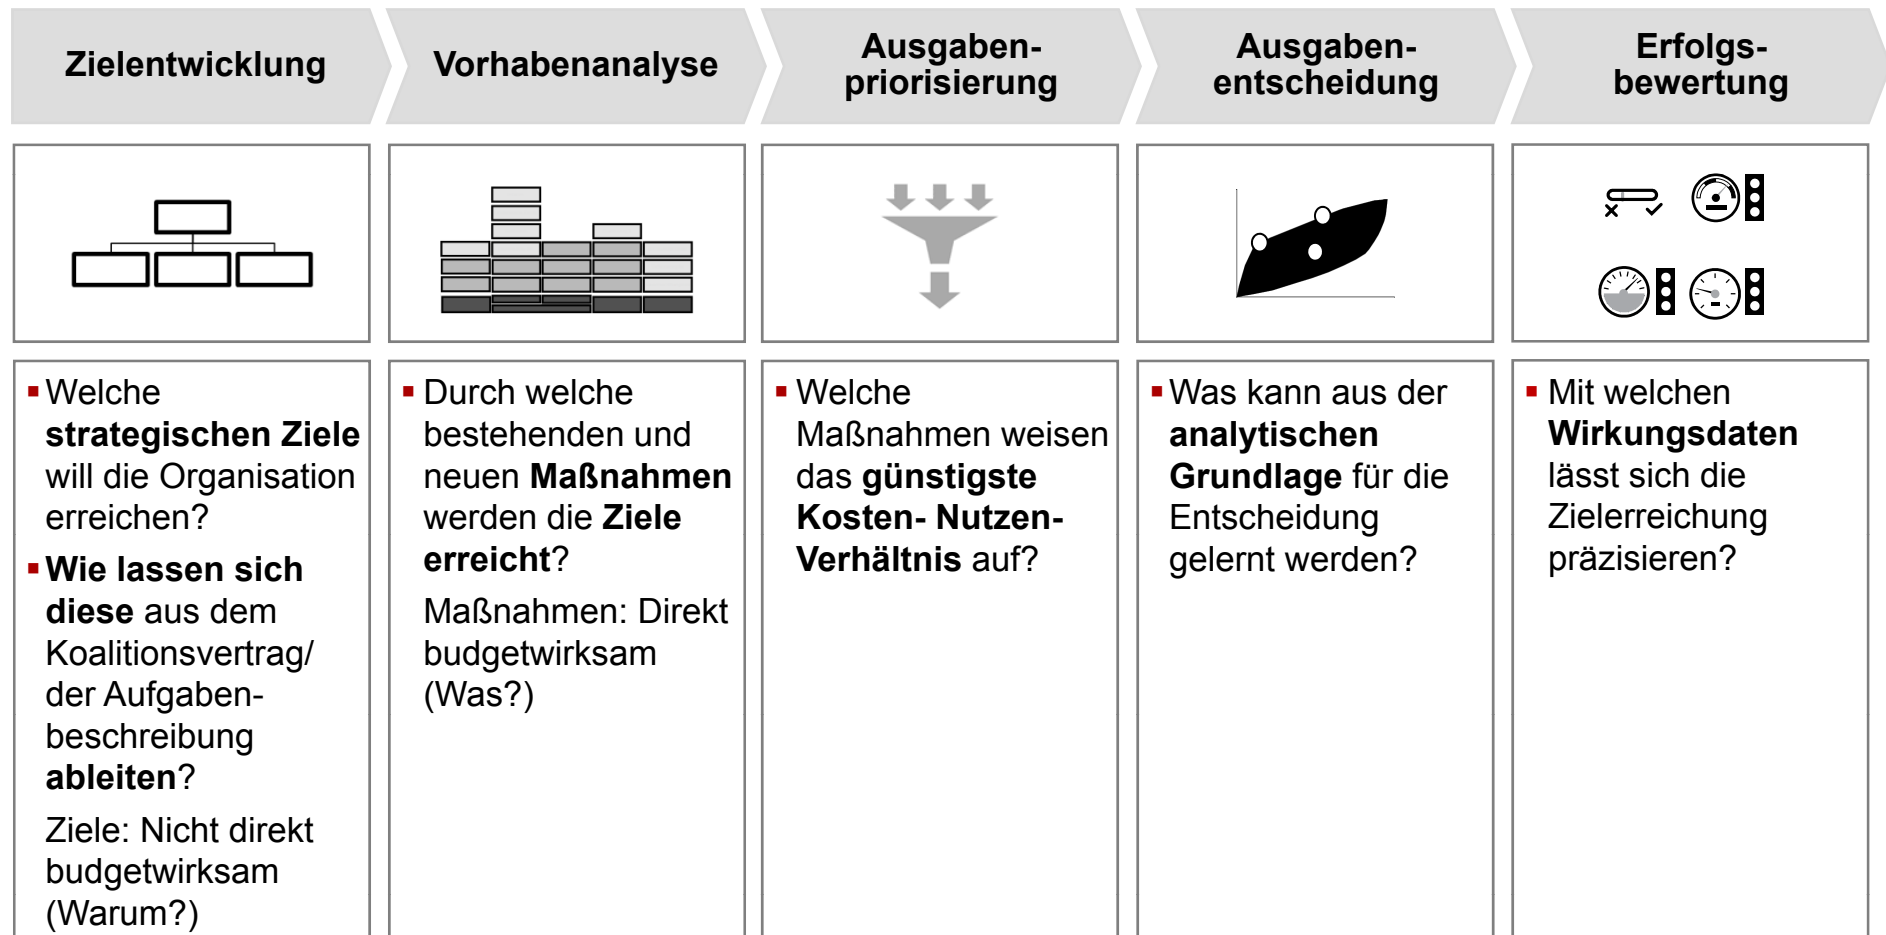 Zielentwicklung
Vorhabenanalyse
Ausgaben-
priorisierung
Ausgaben-
entscheidung
Erfolgs-
bewertung
Welche
strategischen Ziele
will die Organisation
erreichen?
Wie lassen sich
diese aus dem
Koalitionsvertrag/
der Aufgaben-
beschreibung
ableiten?
Ziele: Nicht direkt
budgetwirksam
(Warum?)
Durch welche
bestehenden und
neuen Maßnahmen
werden die Ziele
erreicht?
Maßnahmen: Direkt
budgetwirksam
(Was?)
Welche
Maßnahmen weisen
das günstigste
Kosten- Nutzen-
Verhältnis auf?
Was kann aus der
analytischen
Grundlage für die
Entscheidung
gelernt werden?
Mit welchen
Wirkungsdaten
lässt sich die
Zielerreichung
präzisieren?